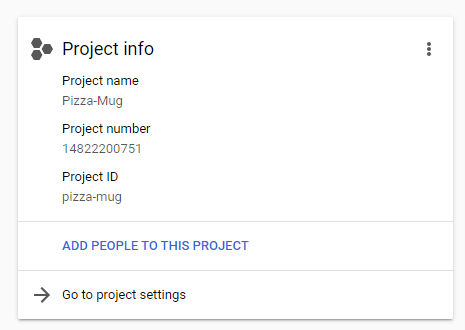 Project info
Project name
Pizza-Mug
Project number
14822200751
Project ID
pizza-mug
ADD PEOPLE TO THIS PROJECT
Go to project settings